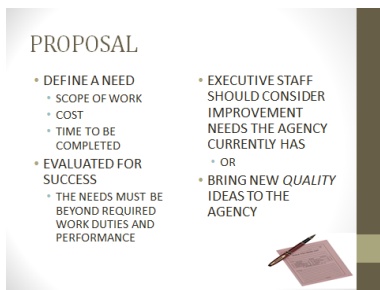 PROPOSAL
• DEFINE A NEED
• SCOPE OF WORK
• COST
• TIME TO BE
COMPLETED
• EVALUATED FOR
SUCCESS
• THE NEEDS MUST BE
BEYOND REQUIRED
WORK DUTIES AND
PERFORMANCE
• EXECUTIVE STAFF
SHOULD CONSIDER
IMPROVEMENT
NEEDS THE AGENCY
CURRENTLY HAS
• OR
• BRING NEW QUALITY
IDEAS TO THE
AGENCY